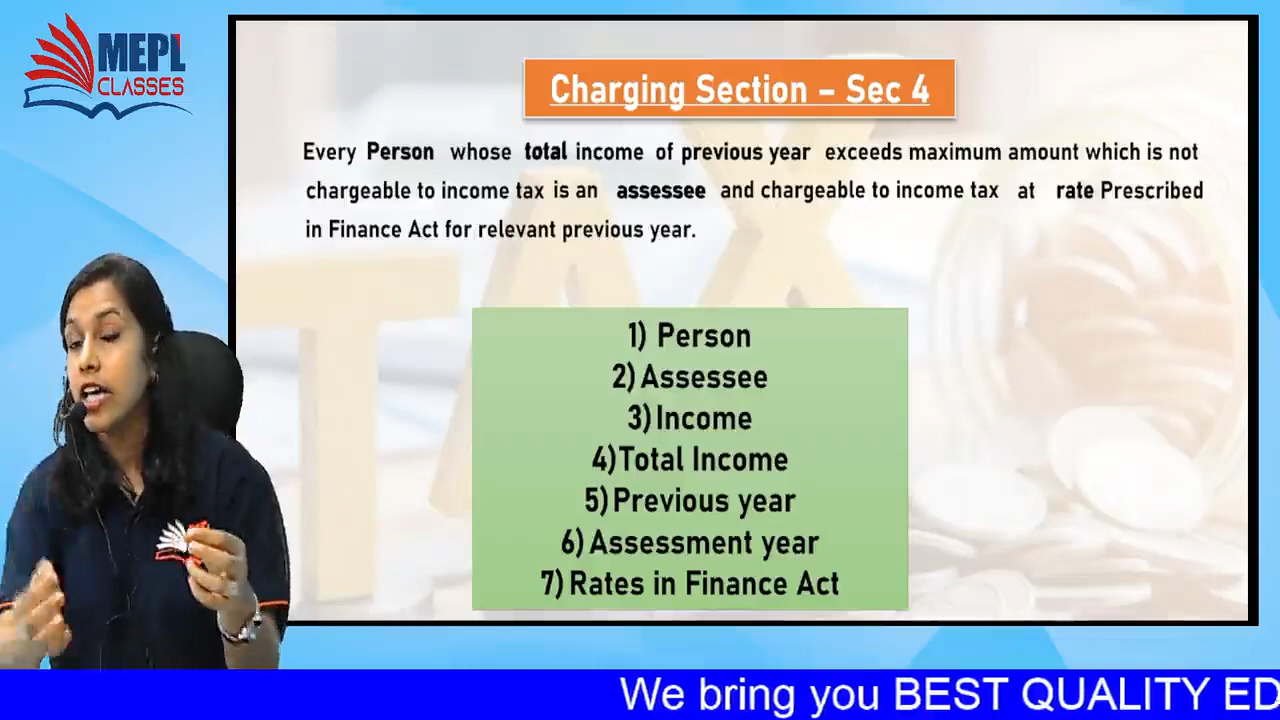 MEPL
CLASSES
Charging Section – Sec 4
Every Person whose total income of previous year exceeds maximum amount which is not
chargeable to income tax is an assessee and chargeable to income tax at rate Prescribed
in Finance Act for relevant previous year.
1) Person
2) Assessee
3) Income
4) Total Income
5) Previous year
6) Assessment year
7) Rates in Finance Act
We bring you BEST QUALITY ED